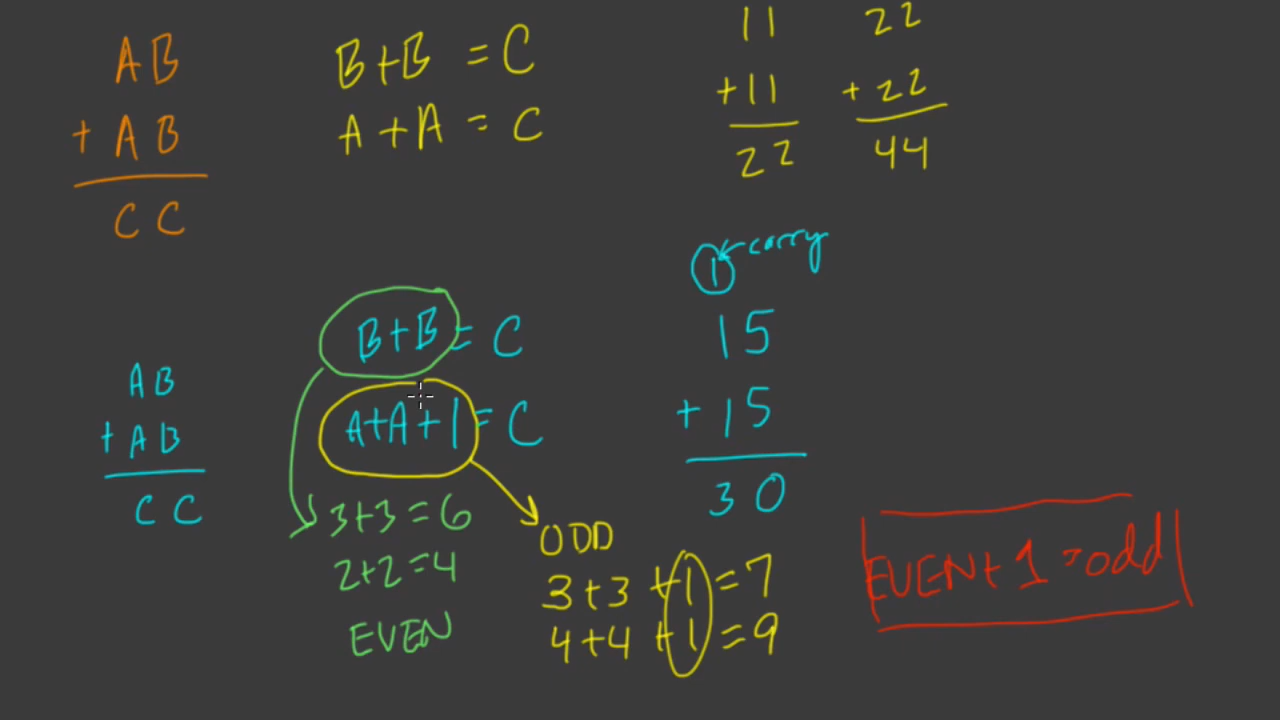 AB
+ AB
CC
B+B = C
A+A = C
11
+11
22
22
+ 22
44
AB
+ AB
CC
B+B = C
A+A+1 = C
3+3=6
2+2=4
EVEN
ODD
3+3 +1 =7
4+4 +1 =9
1 carry
15
+ 15
30
EVEN+1=odd